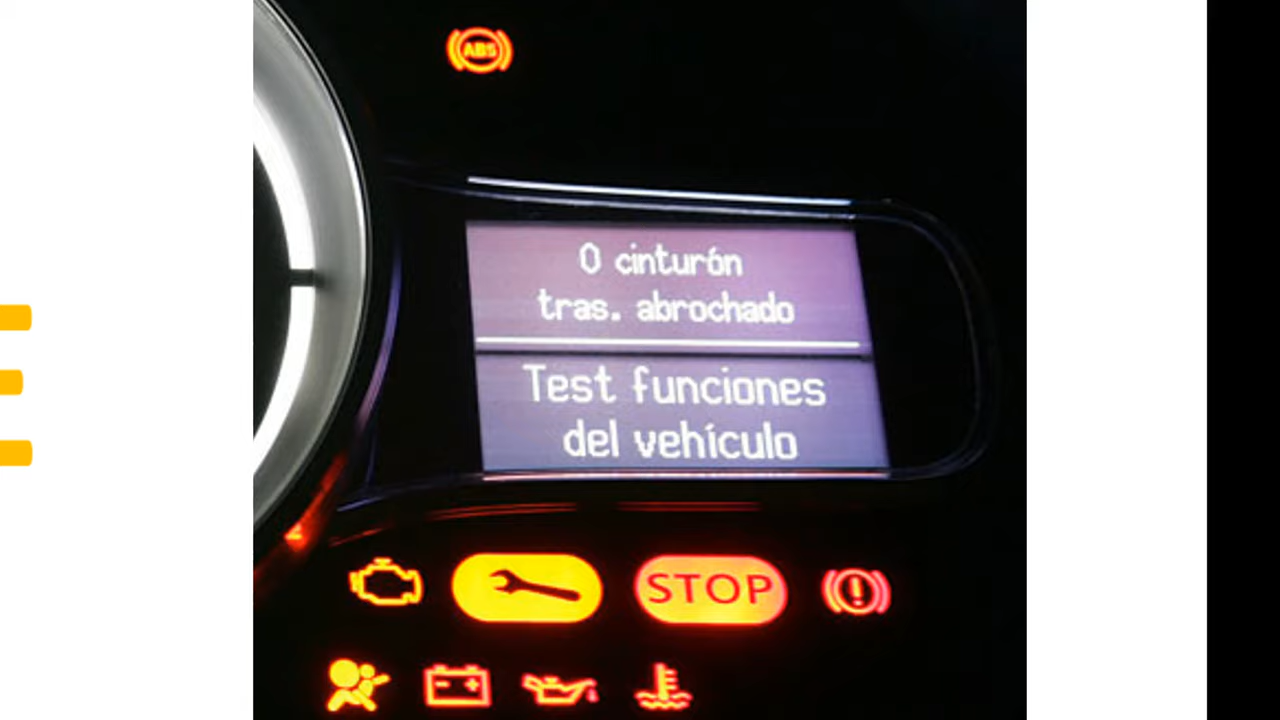 ABS
0 cinturón
tras. abrochado
Test funciones
del vehículo
STOP